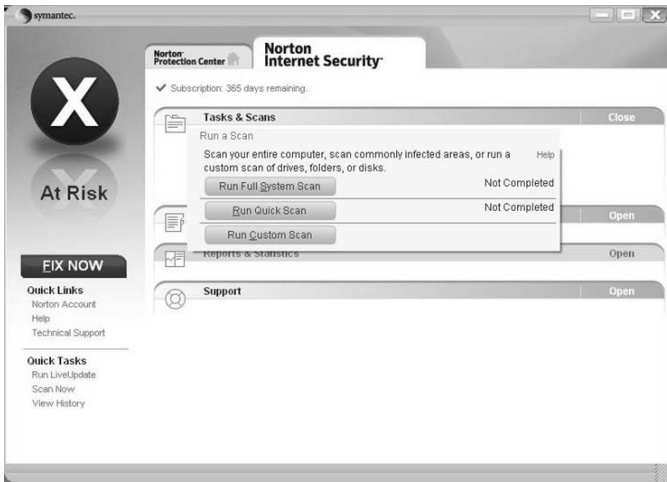 symantec.
Norton
Protection Center
Norton
Internet Security
Subscription: 365 days remaining.
Tasks & Scans
Close
Run a Scan
Scan your entire computer, scan commonly infected areas, or run a
custom scan of drives, folders, or disks.
Help
Run Full System Scan
Not Completed
Run Quick Scan
Not Completed
Run Custom Scan
Open
Reports & Statistics
Open
Support
Open
X
At Risk
FIX NOW
Quick Links
Norton Account
Help
Technical Support
Quick Tasks
Run LiveUpdate
Scan Now
View History